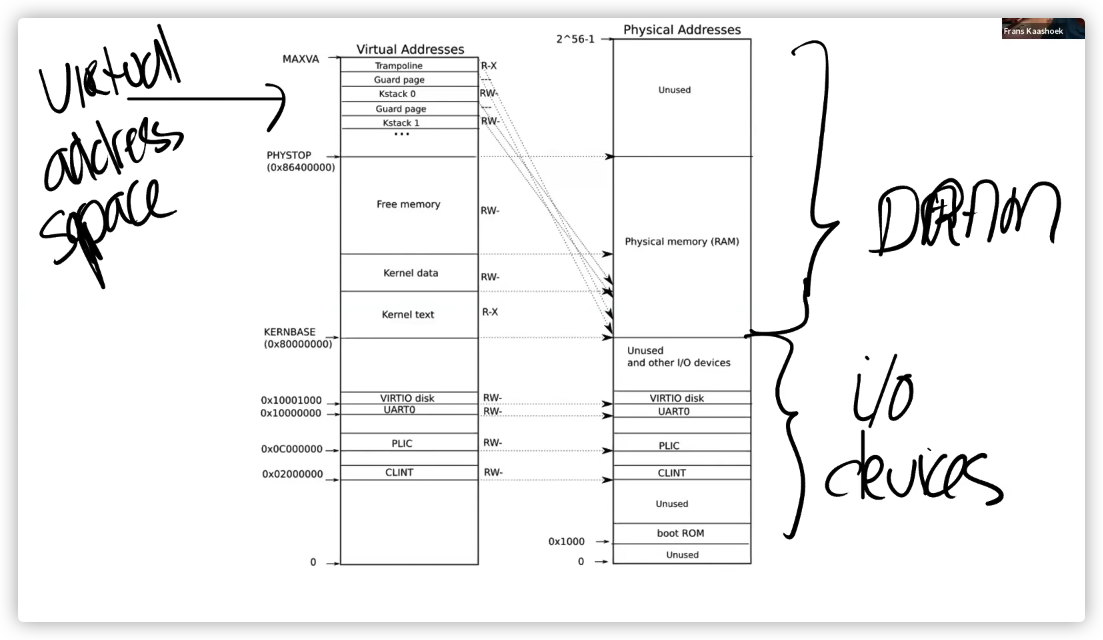 Frans Kaashoek
Virtual
address
space
Virtual Addresses
MAXVA
Trampoline
R-X
Guard page
---
Kstack 0
RW-
Guard page
---
Kstack 1
RW-
...
PHYSTOP
(0x86400000)
Free memory
RW-
Kernel data
RW-
Kernel text
R-X
KERNBASE
(0x80000000)
0x10001000
VIRTIO disk
RW-
0x10000000
UART0
RW-
0x0C000000
PLIC
RW-
0x02000000
CLINT
RW-
0
Physical Addresses
2^56-1
Unused
Physical memory (RAM)
Unused
and other I/O devices
VIRTIO disk
UART0
PLIC
CLINT
Unused
boot ROM
0x1000
Unused
0
DRAM
i/o
devices